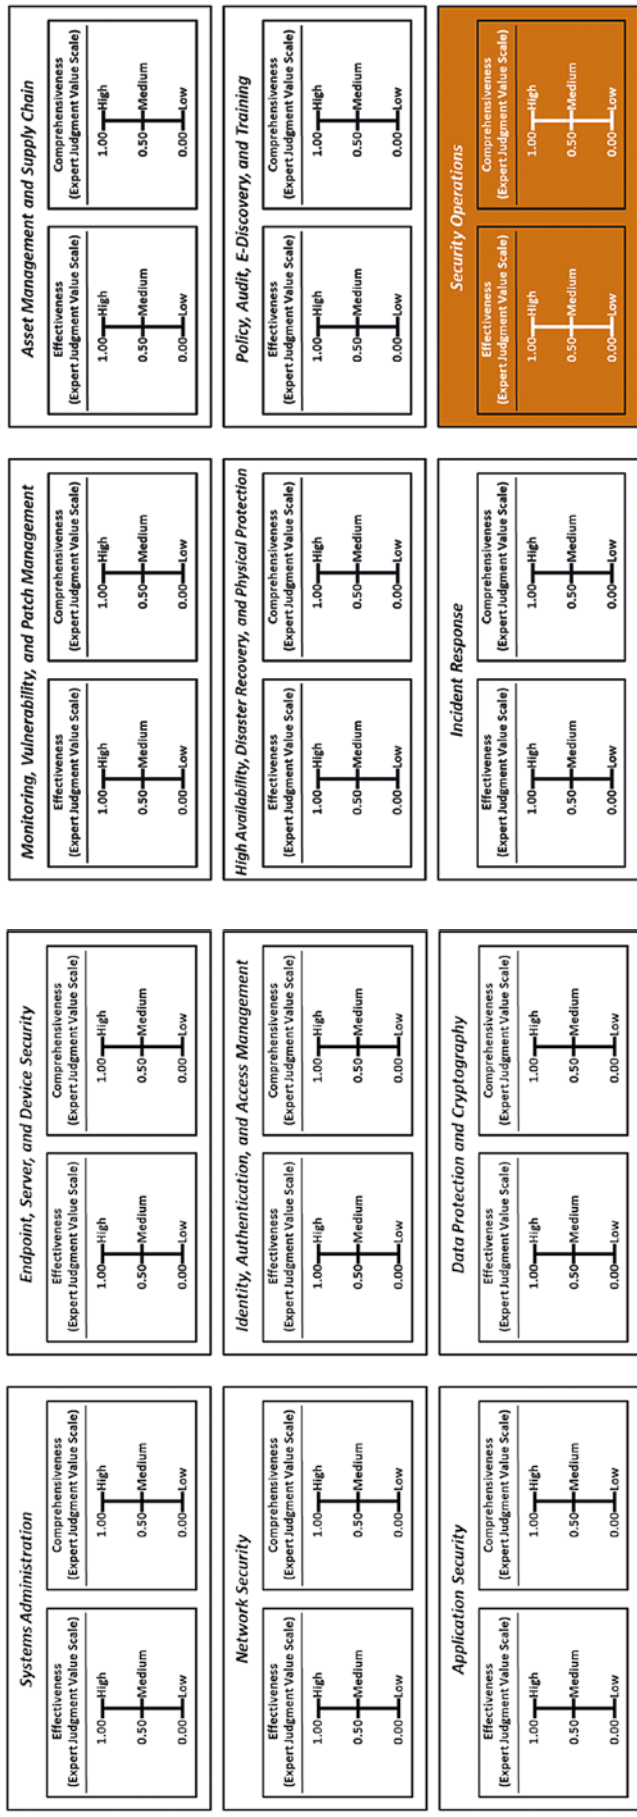 Systems Administration
Effectiveness
(Expert Judgment Value Scale)
1.00 High
0.50 Medium
0.00 Low
Comprehensiveness
(Expert Judgment Value Scale)
1.00 High
0.50 Medium
0.00 Low
Endpoint, Server, and Device Security
Effectiveness
(Expert Judgment Value Scale)
1.00 High
0.50 Medium
0.00 Low
Comprehensiveness
(Expert Judgment Value Scale)
1.00 High
0.50 Medium
0.00 Low
Monitoring, Vulnerability, and Patch Management
Effectiveness
(Expert Judgment Value Scale)
1.00 High
0.50 Medium
0.00 Low
Comprehensiveness
(Expert Judgment Value Scale)
1.00 High
0.50 Medium
0.00 Low
Asset Management and Supply Chain
Effectiveness
(Expert Judgment Value Scale)
1.00 High
0.50 Medium
0.00 Low
Comprehensiveness
(Expert Judgment Value Scale)
1.00 High
0.50 Medium
0.00 Low
Network Security
Effectiveness
(Expert Judgment Value Scale)
1.00 High
0.50 Medium
0.00 Low
Comprehensiveness
(Expert Judgment Value Scale)
1.00 High
0.50 Medium
0.00 Low
Identity, Authentication, and Access Management
Effectiveness
(Expert Judgment Value Scale)
1.00 High
0.50 Medium
0.00 Low
Comprehensiveness
(Expert Judgment Value Scale)
1.00 High
0.50 Medium
0.00 Low
High Availability, Disaster Recovery, and Physical Protection
Effectiveness
(Expert Judgment Value Scale)
1.00 High
0.50 Medium
0.00 Low
Comprehensiveness
(Expert Judgment Value Scale)
1.00 High
0.50 Medium
0.00 Low
Policy, Audit, E-Discovery, and Training
Effectiveness
(Expert Judgment Value Scale)
1.00 High
0.50 Medium
0.00 Low
Comprehensiveness
(Expert Judgment Value Scale)
1.00 High
0.50 Medium
0.00 Low
Application Security
Effectiveness
(Expert Judgment Value Scale)
1.00 High
0.50 Medium
0.00 Low
Comprehensiveness
(Expert Judgment Value Scale)
1.00 High
0.50 Medium
0.00 Low
Data Protection and Cryptography
Effectiveness
(Expert Judgment Value Scale)
1.00 High
0.50 Medium
0.00 Low
Comprehensiveness
(Expert Judgment Value Scale)
1.00 High
0.50 Medium
0.00 Low
Incident Response
Effectiveness
(Expert Judgment Value Scale)
1.00 High
0.50 Medium
0.00 Low
Comprehensiveness
(Expert Judgment Value Scale)
1.00 High
0.50 Medium
0.00 Low
Security Operations
Effectiveness
(Expert Judgment Value Scale)
1.00 High
0.50 Medium
0.00 Low
Comprehensiveness
(Expert Judgment Value Scale)
1.00 High
0.50 Medium
0.00 Low